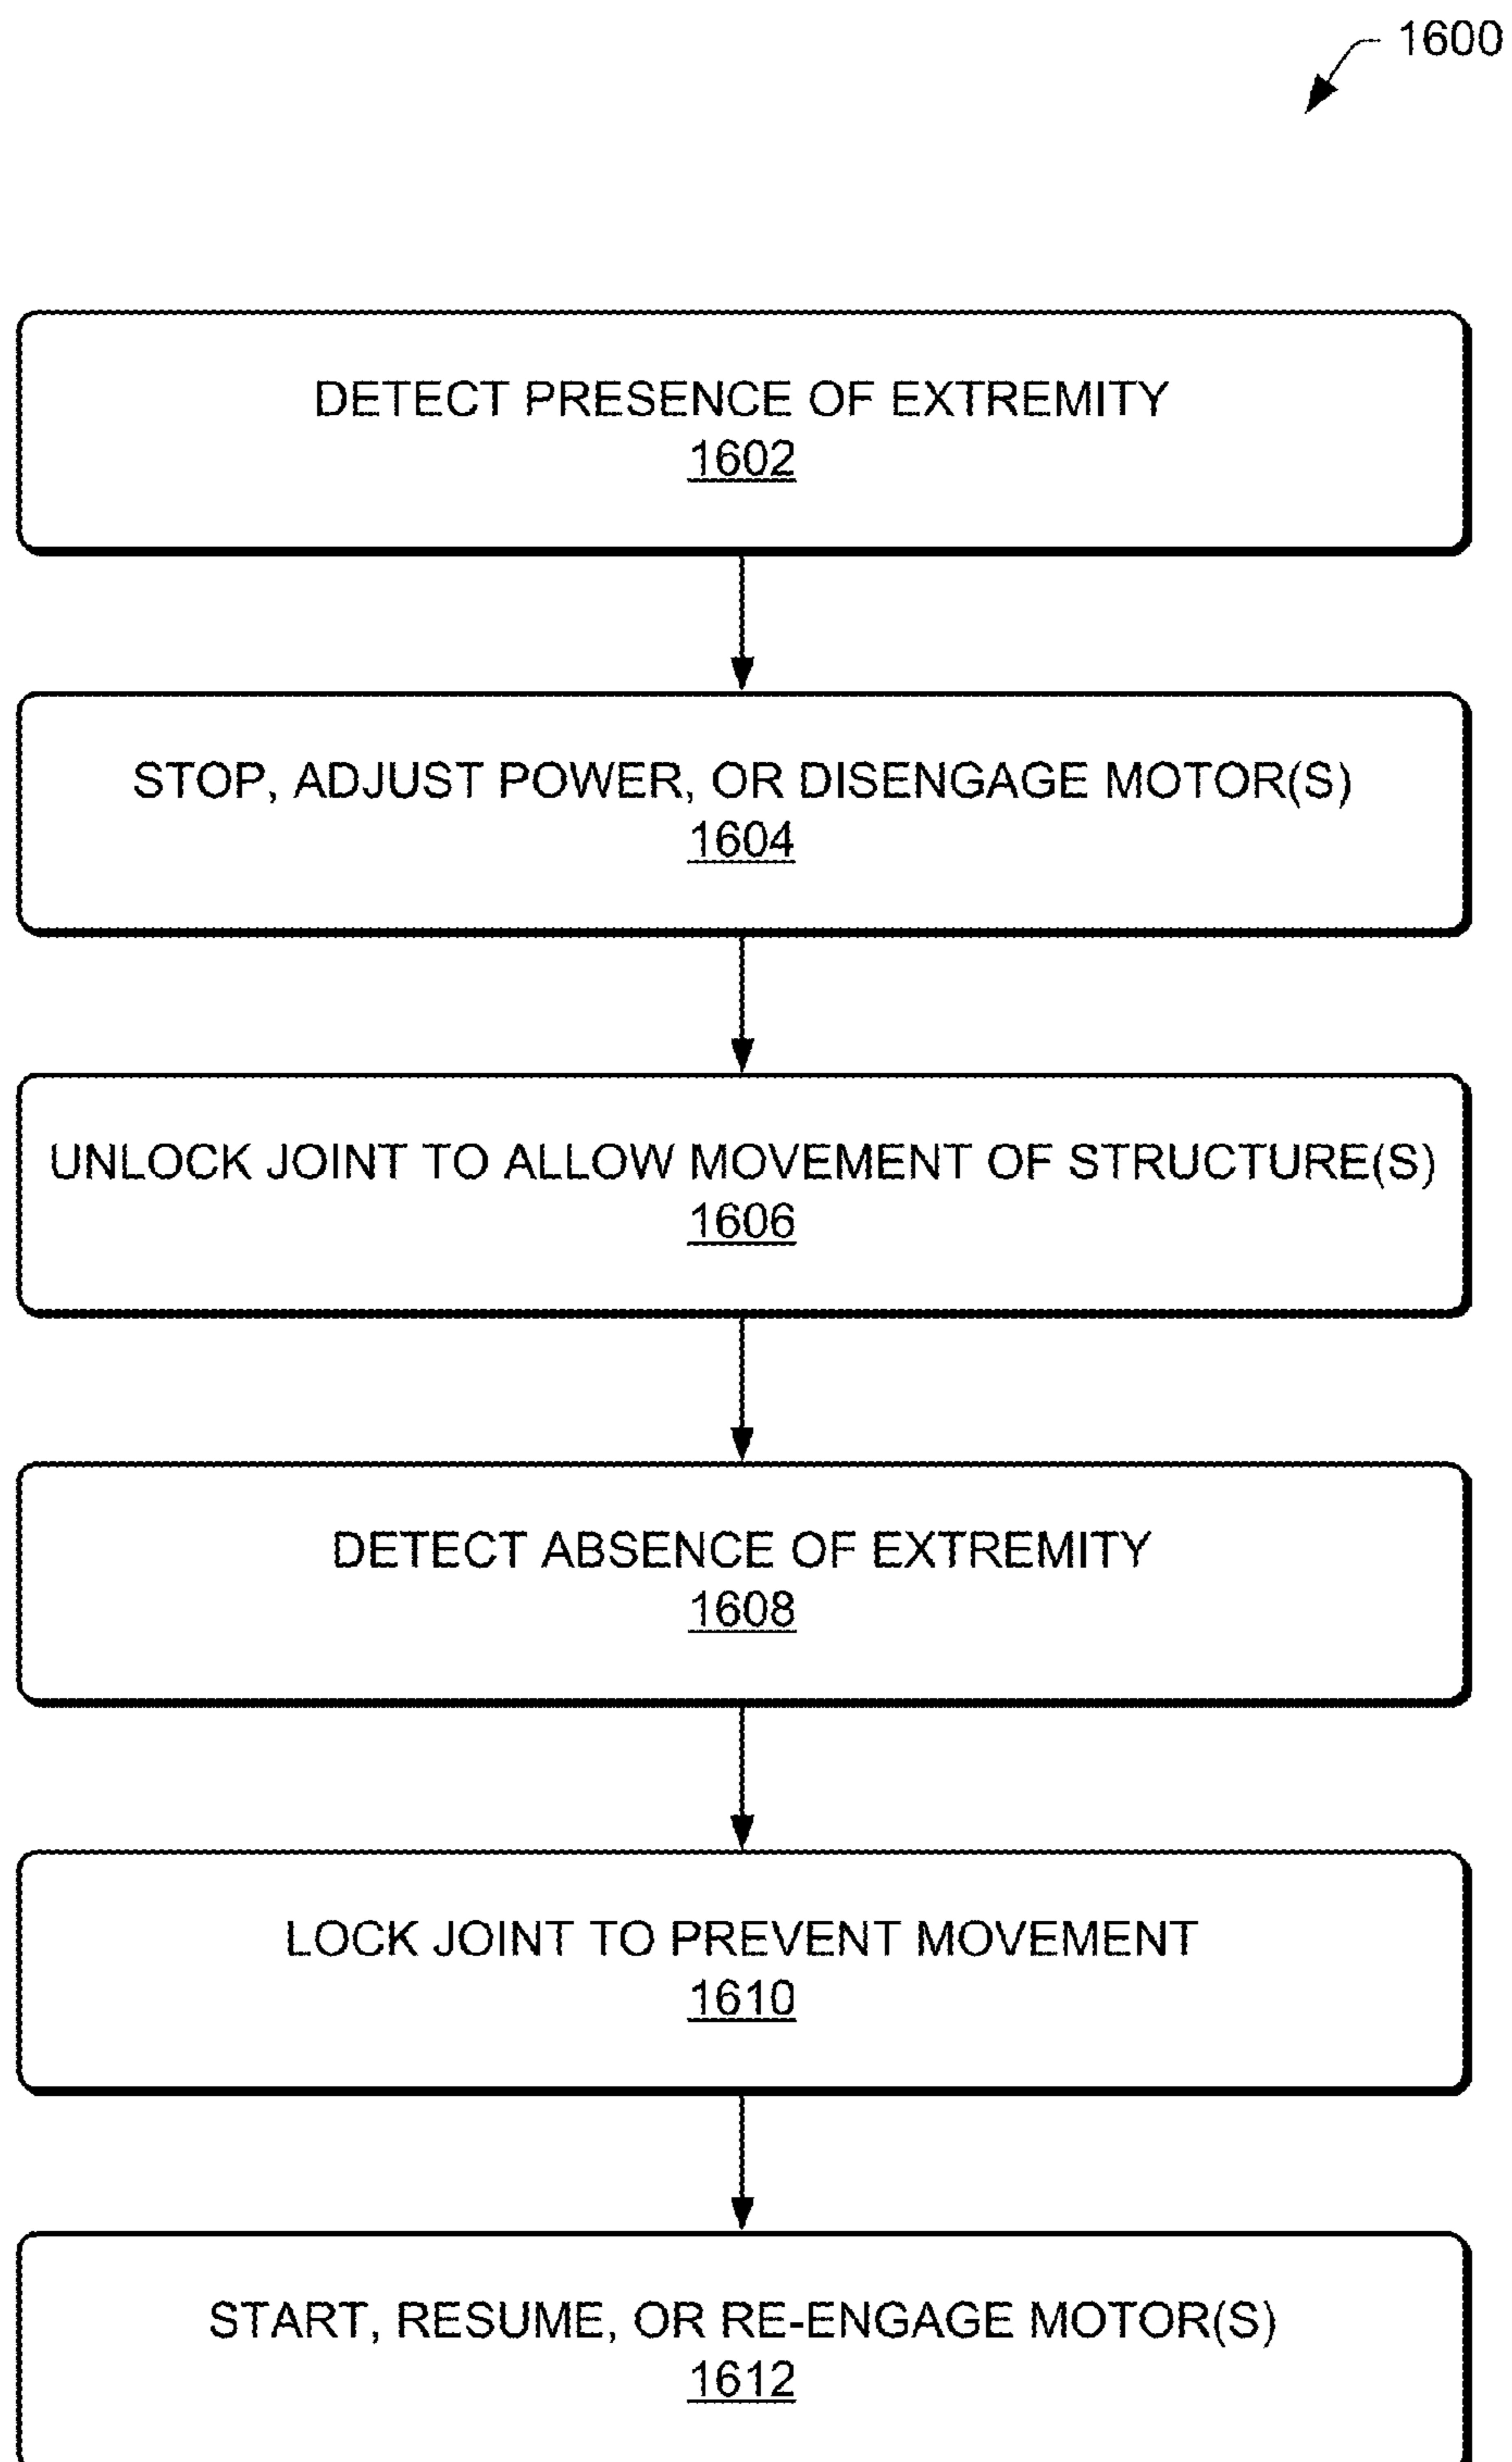 1600
DETECT PRESENCE OF EXTREMITY
1602
STOP, ADJUST POWER, OR DISENGAGE MOTOR(S)
1604
UNLOCK JOINT TO ALLOW MOVEMENT OF STRUCTURE(S)
1606
DETECT ABSENCE OF EXTREMITY
1608
LOCK JOINT TO PREVENT MOVEMENT
1610
START, RESUME, OR RE-ENGAGE MOTOR(S)
1612